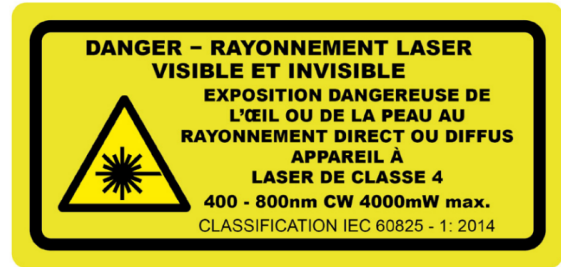 DANGER – RAYONNEMENT LASER
VISIBLE ET INVISIBLE
EXPOSITION DANGEREUSE DE
L'ŒIL OU DE LA PEAU AU
RAYONNEMENT DIRECT OU DIFFUS
APPAREIL À
LASER DE CLASSE 4
400 - 800nm CW 4000mW max.
CLASSIFICATION IEC 60825 - 1: 2014